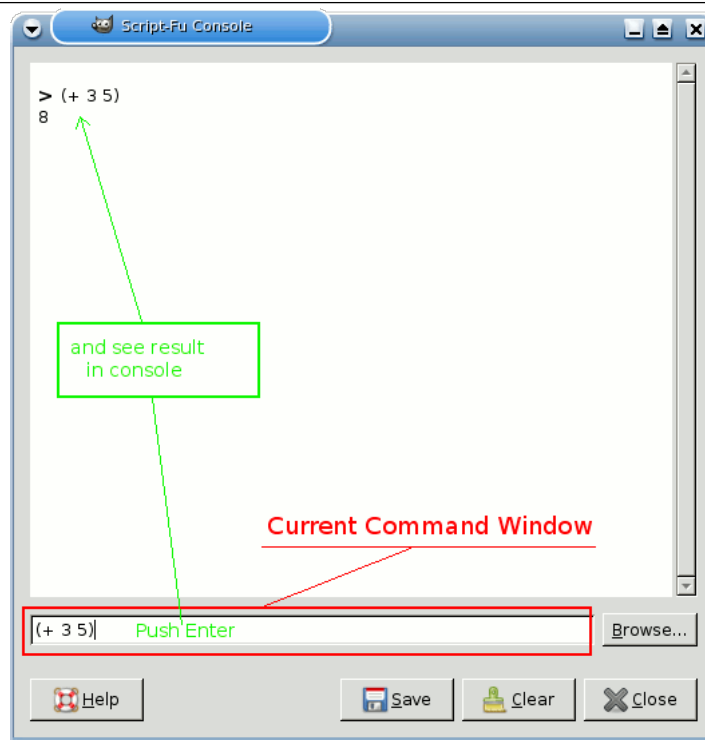 Script-Fu Console
> (+ 3 5)
8
and see result
in console
Current Command Window
(+ 3 5)
Push Enter
Browse...
Help
Save
Clear
Close